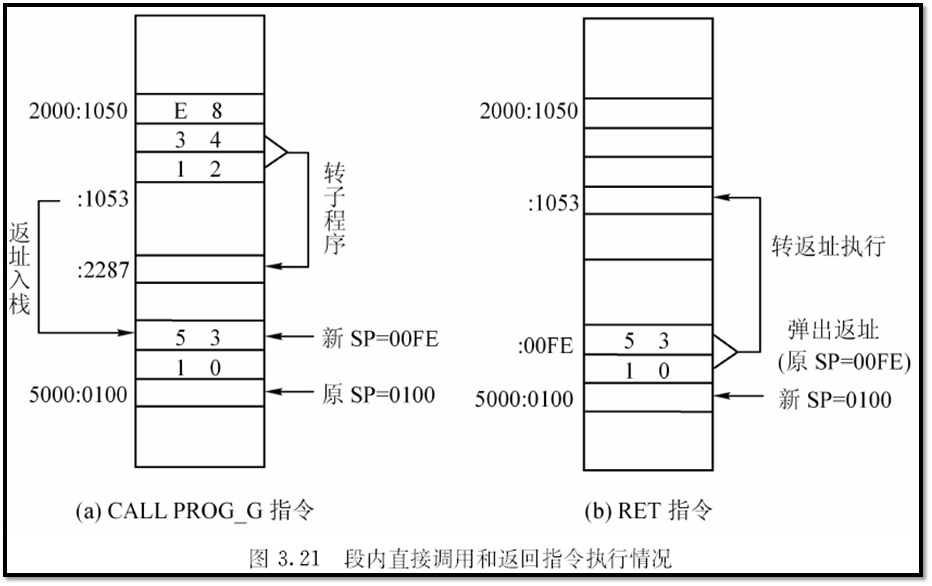 2000:1050
E 8
3 4
1 2
:1053
转子程序
返址入栈
:2287
5 3
新 SP=00FE
1 0
5000:0100
原 SP=0100
(a) CALL PROG_G 指令
2000:1050
:1053
转返址执行
:00FE
5 3
弹出返址
(原 SP=00FE)
1 0
5000:0100
新 SP=0100
(b) RET 指令
图 3.21 段内直接调用和返回指令执行情况